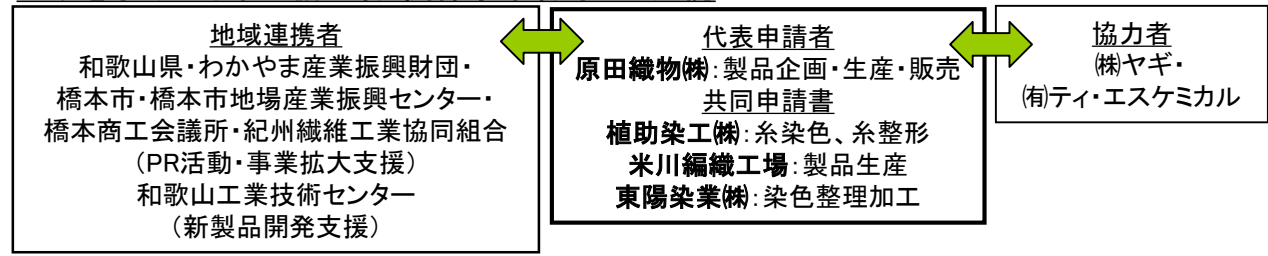 地域連携者
和歌山県・わかやま産業振興財団・
橋本市・橋本市地場産業振興センター・
橋本商工会議所・紀州繊維工業協同組合
（PR活動・事業拡大支援）
和歌山工業技術センター
（新製品開発支援）
代表申請者
原田織物㈱：製品企画・生産・販売
共同申請書
植助染工㈱：糸染色、糸整形
米川編織工場：製品生産
東陽染業㈱：染色整理加工
協力者
㈱ヤギ・
㈲ティ・エスケミカル